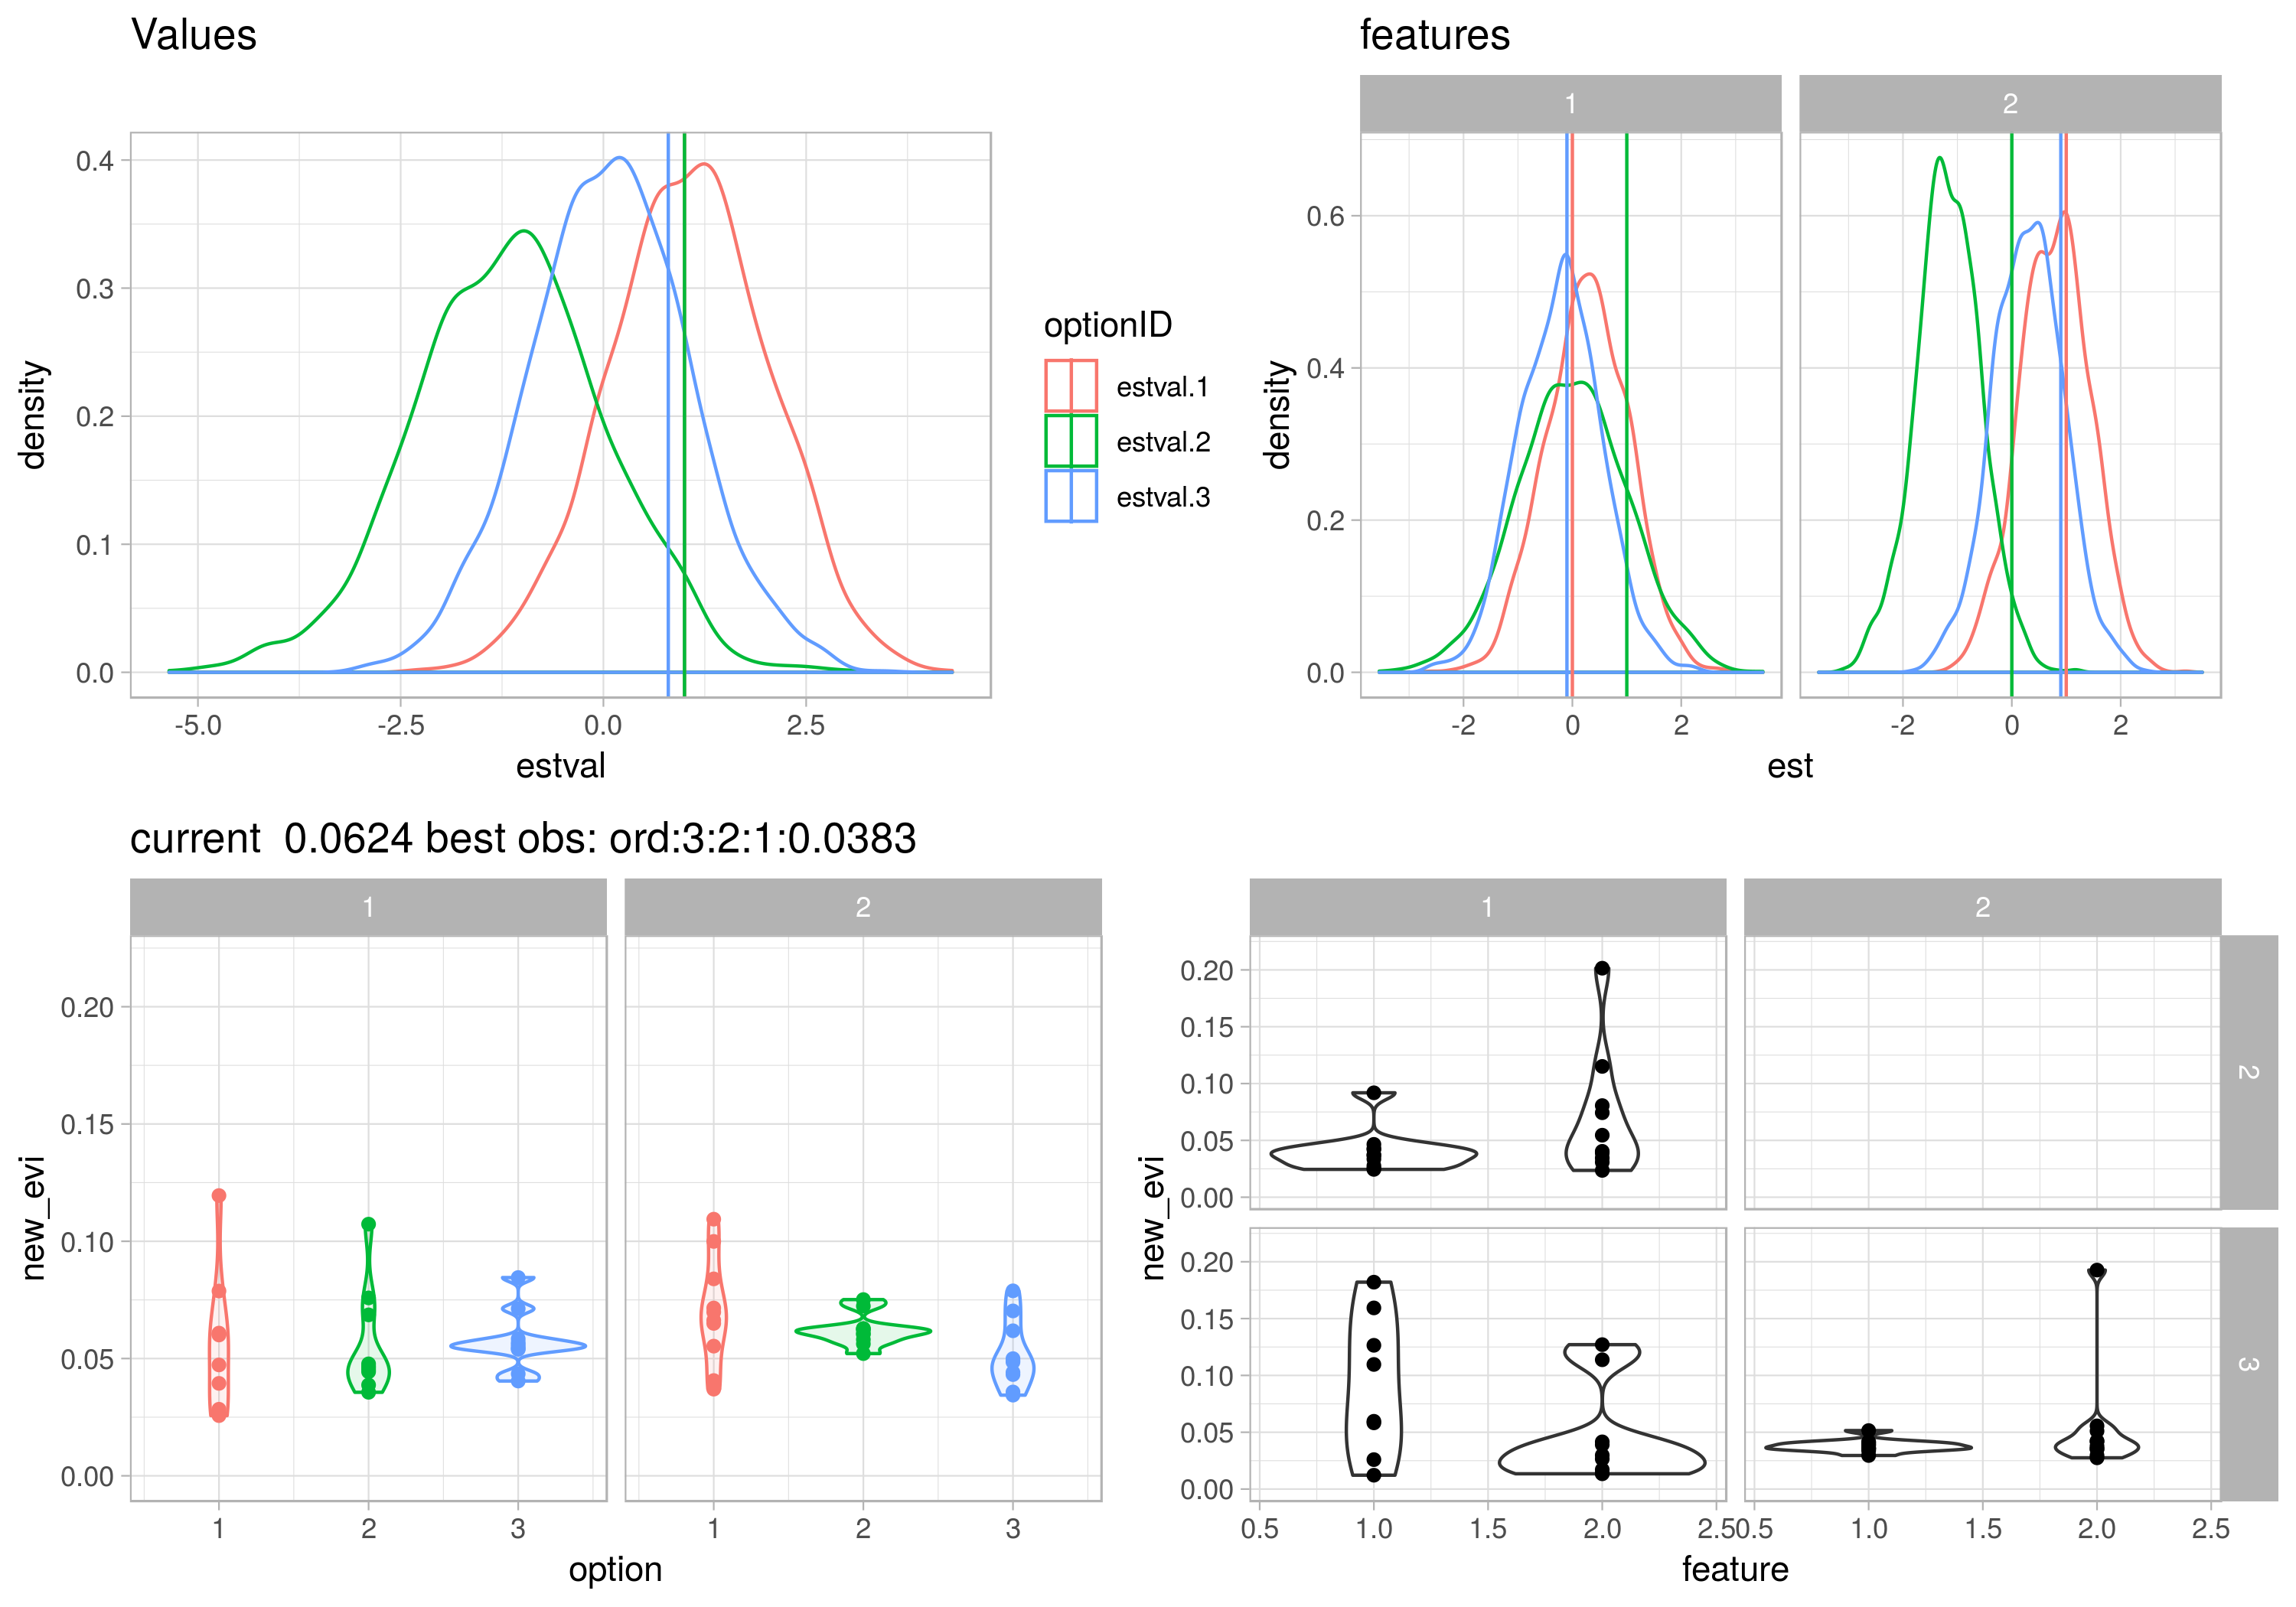 Values
density
0.4
0.3
0.2
0.1
0.0
-5.0 -2.5 0.0 2.5
estval
optionID
estval.1
estval.2
estval.3
features
1 2
density
0.6
0.4
0.2
0.0
-2 0 2 -2 0 2
est
current  0.0624 best obs: ord:3:2:1:0.0383
1 2
new_evi
0.20
0.15
0.10
0.05
0.00
1 2 3 1 2 3
option
1 2
new_evi
0.20
0.15
0.10
0.05
0.00
2
0.20
0.15
0.10
0.05
0.00
3
0.5 1.0 1.5 2.0 2.5 0.5 1.0 1.5 2.0 2.5
feature